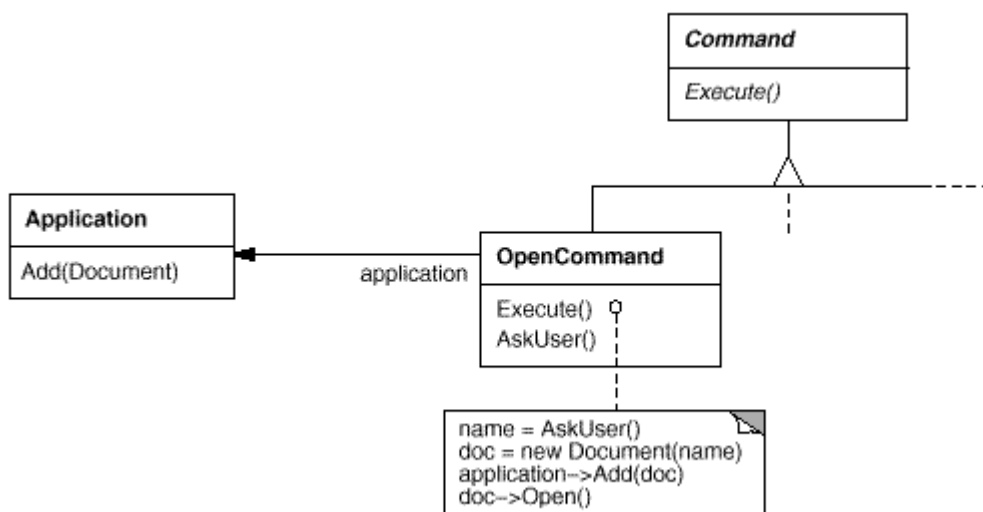 Command
Execute()
Application
Add(Document)
application
OpenCommand
Execute()
AskUser()
name = AskUser()
doc = new Document(name)
application–>Add(doc)
doc–>Open()